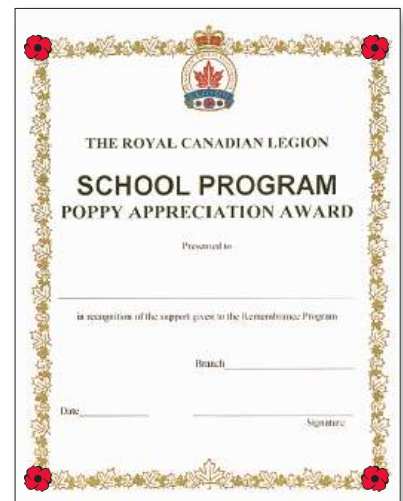 THE ROYAL CANADIAN LEGION
SCHOOL PROGRAM
POPPY APPRECIATION AWARD
Presented to
in recognition of the support given to the Remembrance Program
Branch
Date
Signature